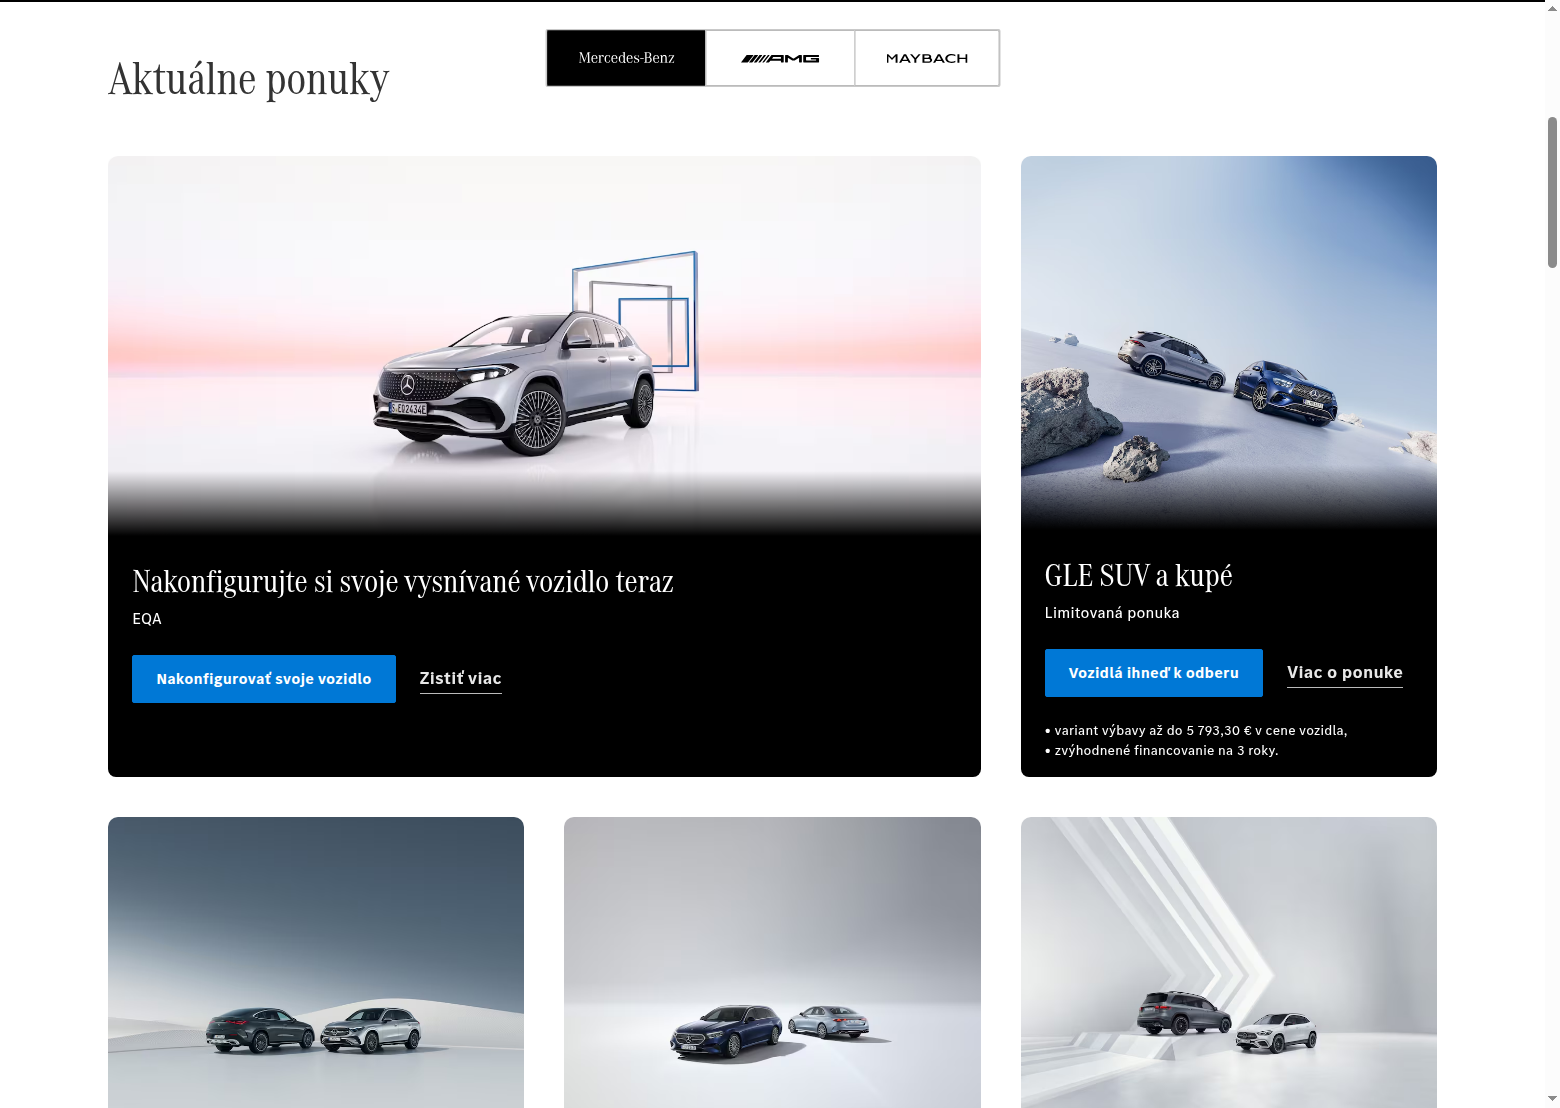 Aktuálne ponuky
Mercedes-Benz
AMG
MAYBACH
S:EQ2434E
Nakonfigurujte si svoje vysnívané vozidlo teraz
EQA
Nakonfigurovať svoje vozidlo
Zistiť viac
GLE SUV a kupé
Limitovaná ponuka
Vozidlá ihneď k odberu
Viac o ponuke
• variant výbavy až do 5 793,30 € v cene vozidla,
• zvýhodnené financovanie na 3 roky.